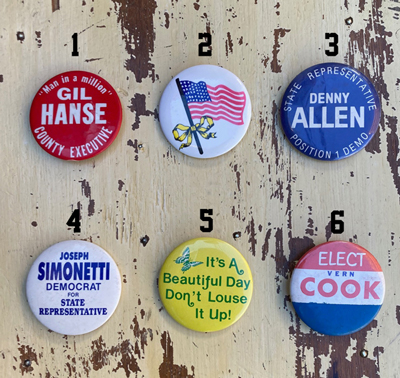 1
2
3
"Man in a million"
GIL
HANSE
COUNTY EXECUTIVE
STATE REPRESENTATIVE
DENNY
ALLEN
POSITION 1 DEMO.
4
5
6
JOSEPH
SIMONETTI
DEMOCRAT
FOR
STATE
REPRESENTATIVE
It's A
Beautiful Day
Don't Louse
It Up!
ELECT
VERN
COOK